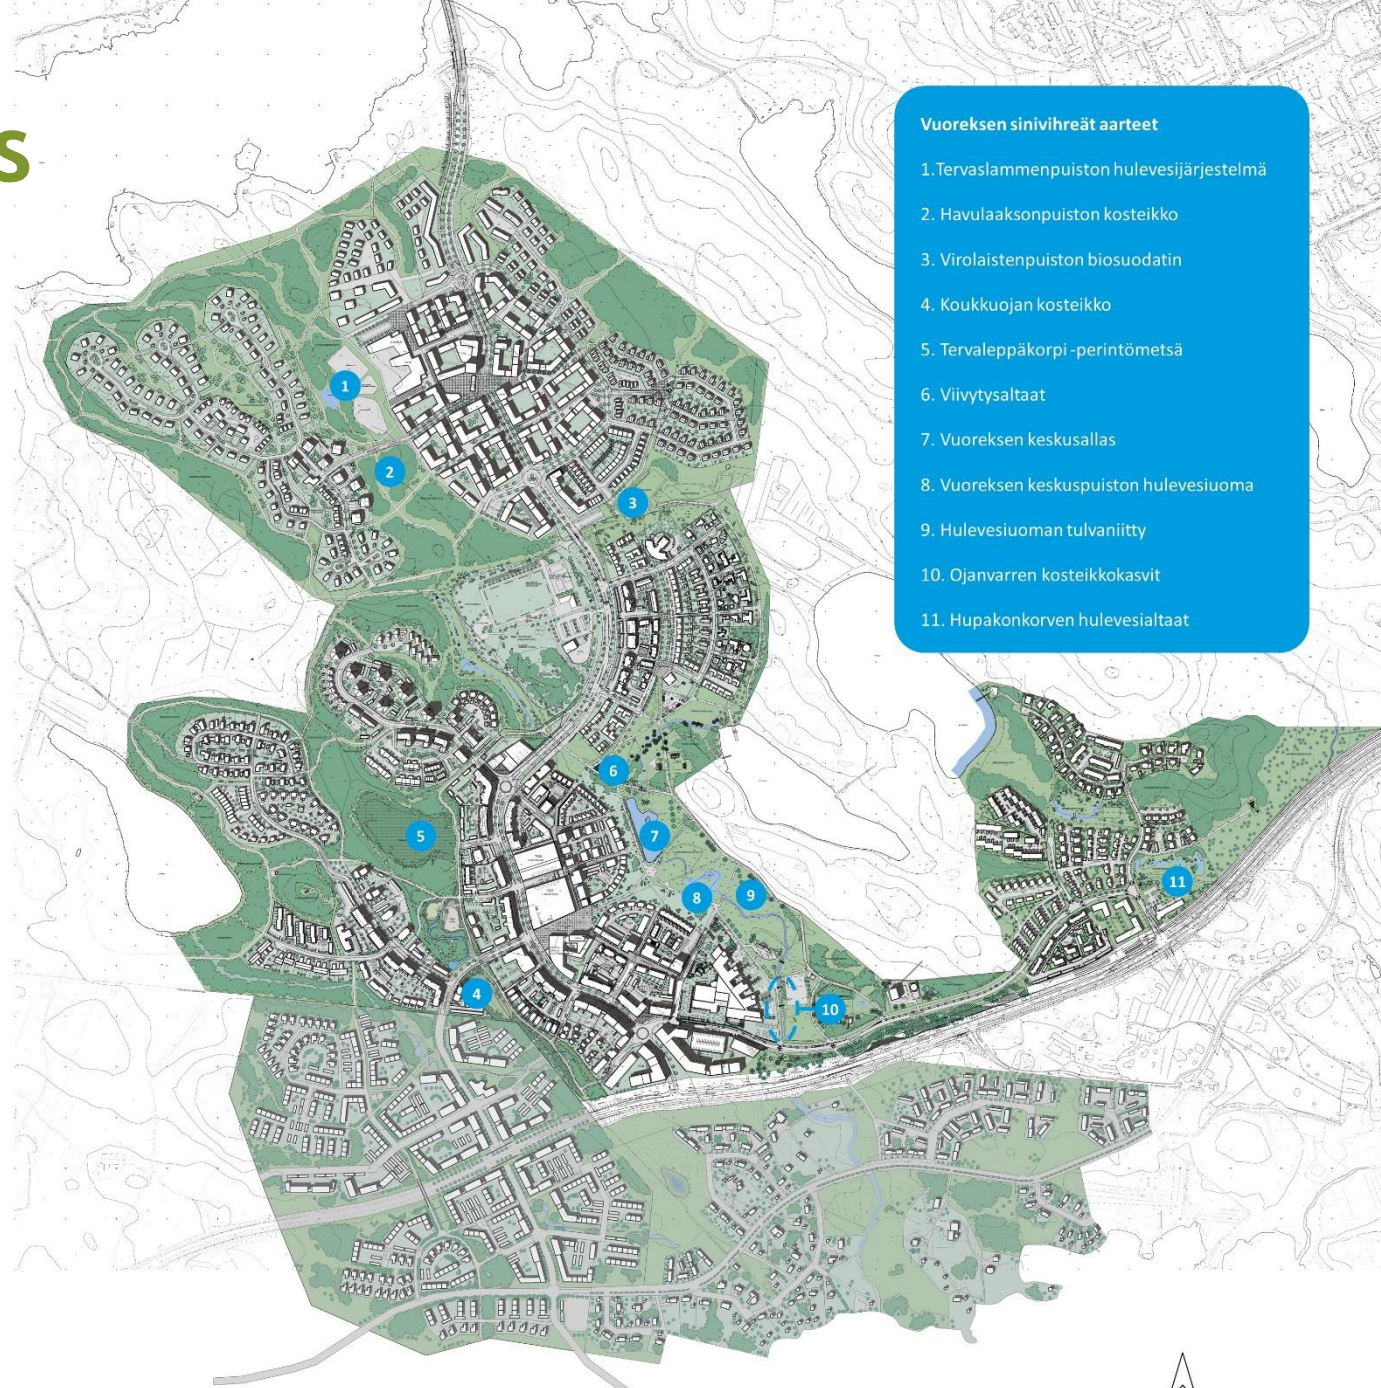 s
Vuoreksen sinivihreät aarteet
1.Tervaslammenpuiston hulevesijärjestelmä
2. Havulaaksonpuiston kosteikko
3. Virolaistenpuiston biosuodatin
4. Koukkuojan kosteikko
5. Tervaleppäkorpi -perintömetsä
6. Viivytysaltaat
7. Vuoreksen keskusallas
8. Vuoreksen keskuspuiston hulevesiuoma
9. Hulevesiuoman tulvaniitty
10. Ojanvarren kosteikkokasvit
11. Hupakonkorven hulevesialtaat
1
2
3
6
5
7
8
9
11
4
10